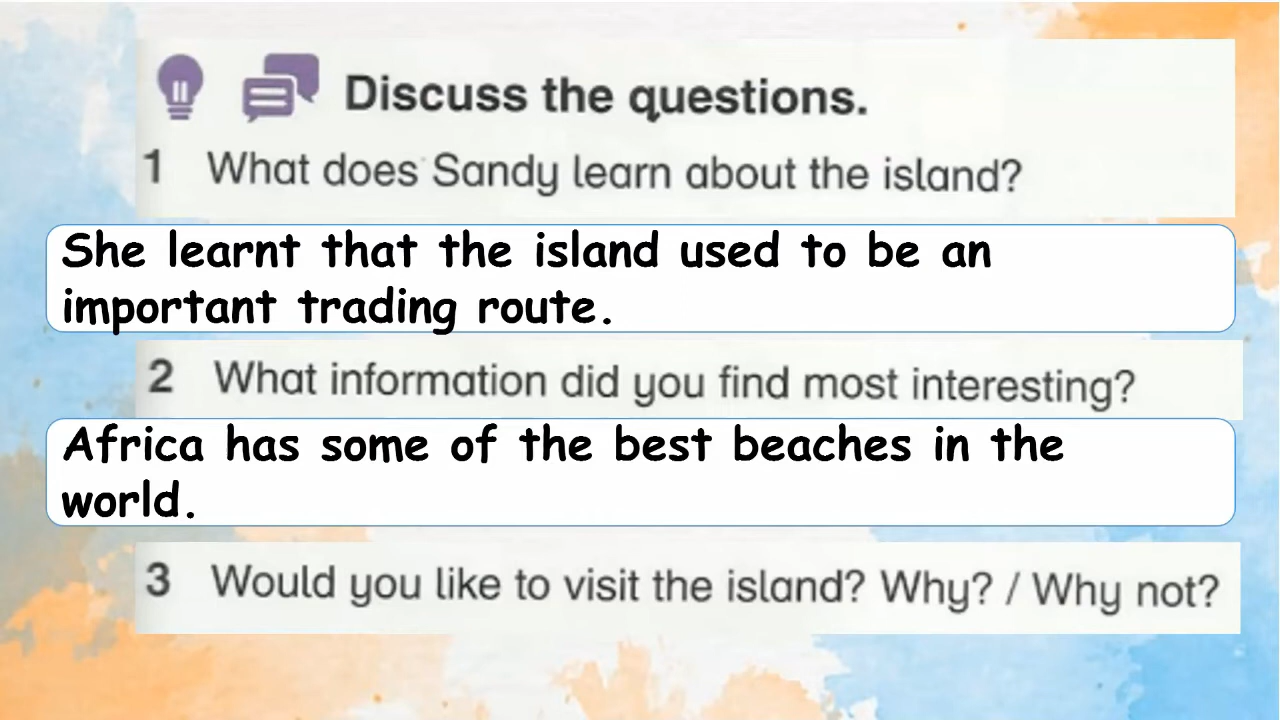 Discuss the questions.
1 What does Sandy learn about the island?
She learnt that the island used to be an
important trading route.
2 What information did you find most interesting?
Africa has some of the best beaches in the
world.
3 Would you like to visit the island? Why? / Why not?